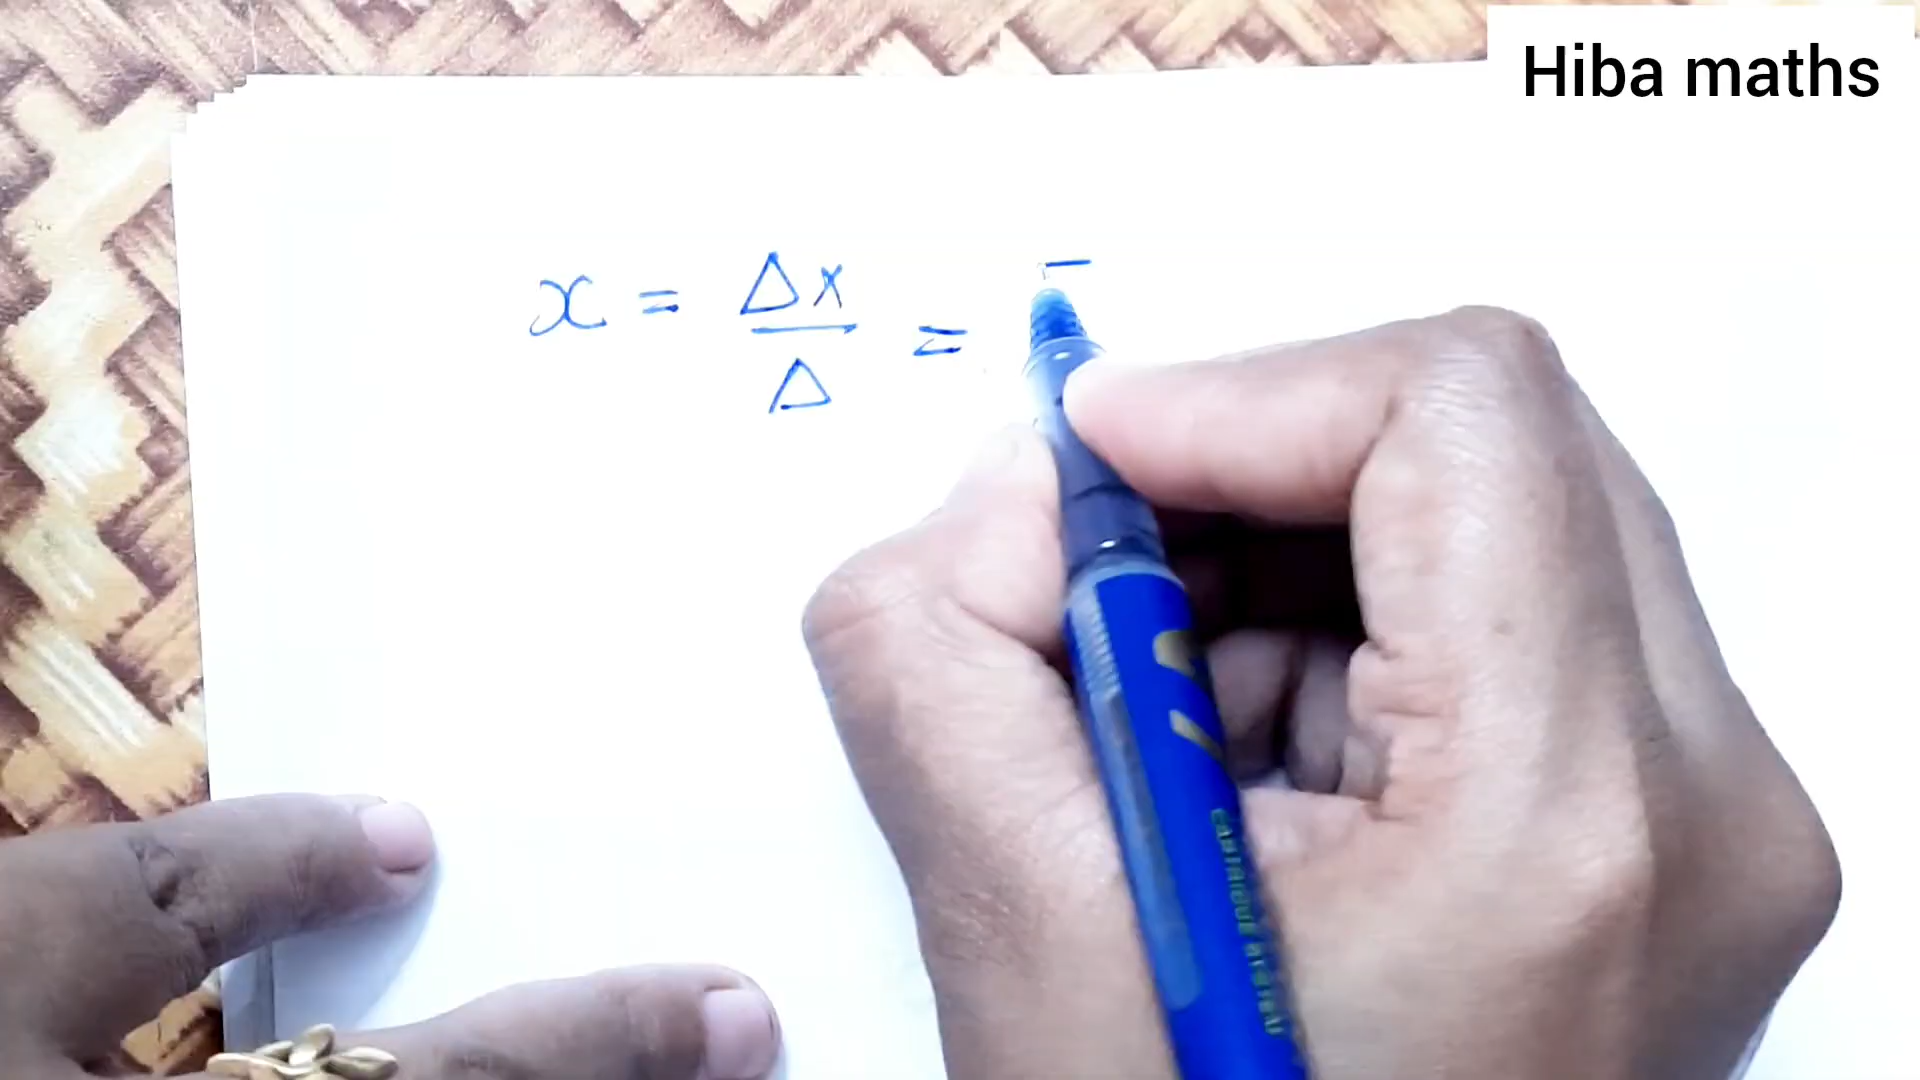 Hiba maths
x = Δx/Δ =